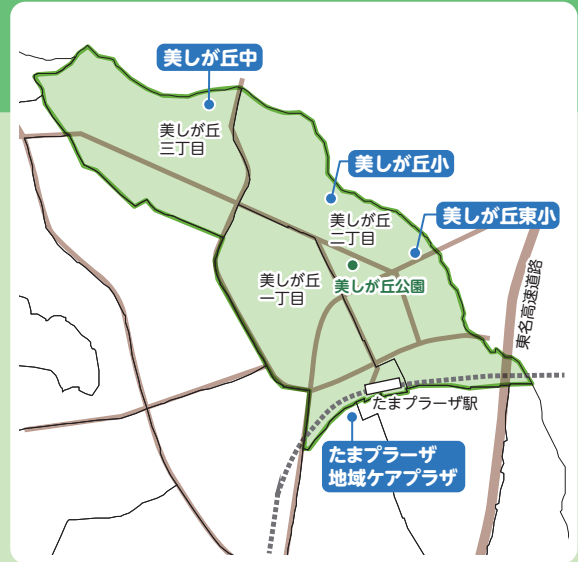 美しが丘中
美しが丘
三丁目
美しが丘小
美しが丘
二丁目
美しが丘東小
美しが丘
一丁目
美しが丘公園
東名高速道路
たまプラーザ駅
たまプラーザ
地域ケアプラザ